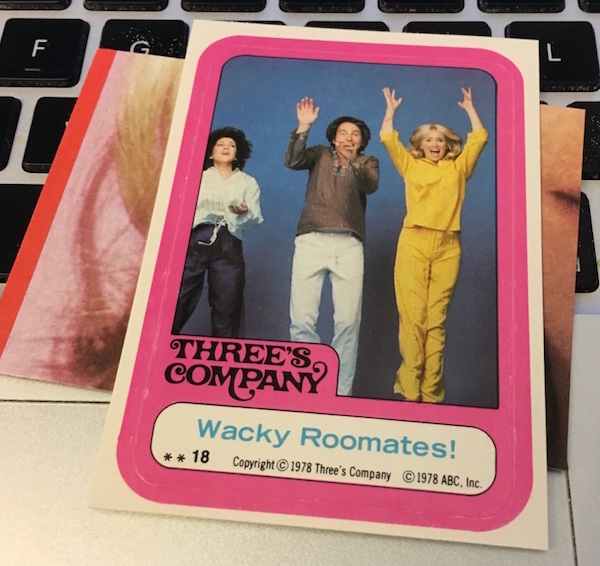 F G L
THREE'S
COMPANY
Wacky Roomates!
** 18 Copyright © 1978 Three's Company © 1978 ABC, Inc.